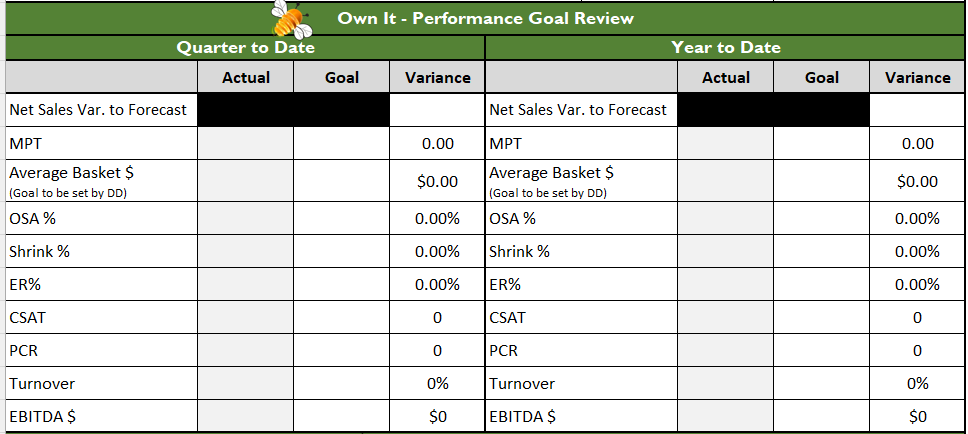 Own It - Performance Goal Review
Quarter to Date Year to Date
Actual Goal Variance Actual Goal Variance
Net Sales Var. to Forecast Net Sales Var. to Forecast
MPT 0.00 MPT 0.00
Average Basket $ $0.00 Average Basket $ $0.00
(Goal to be set by DD) (Goal to be set by DD)
OSA % 0.00% OSA % 0.00%
Shrink % 0.00% Shrink % 0.00%
ER% 0.00% ER% 0.00%
CSAT 0 CSAT 0
PCR 0 PCR 0
Turnover 0% Turnover 0%
EBITDA $ $0 EBITDA $ $0